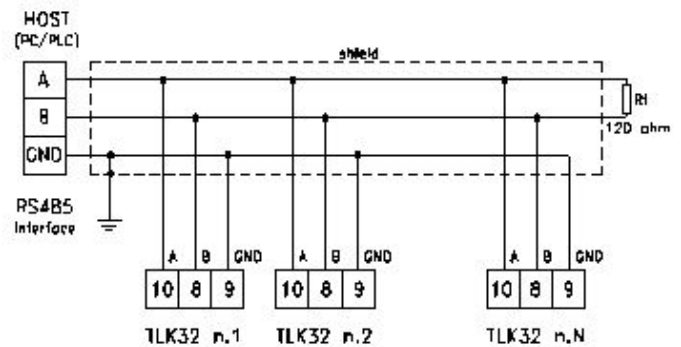 HOST
(PC/PLC)
shield
A
B
GND
Rt
120 ohm
RS485
Interface
A B GND
A B GND
A B GND
10 8 9
10 8 9
10 8 9
TLK32 n.1
TLK32 n.2
TLK32 n.N